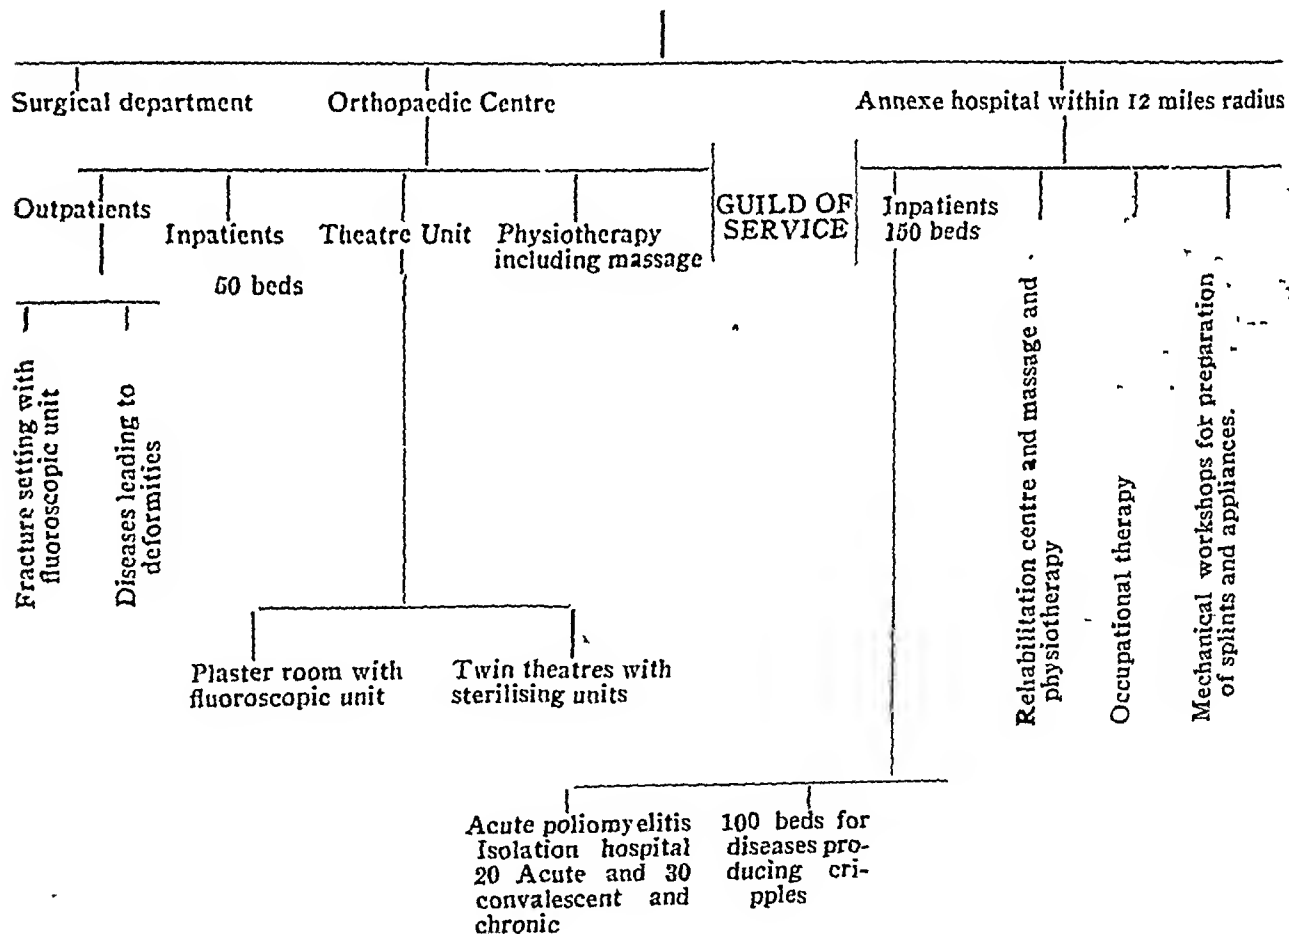 Surgical department
Orthopaedic Centre
Annexe hospital within 12 miles radius
Outpatients
Inpatients
50 beds
Theatre Unit
Physiotherapy
including massage
GUILD OF
SERVICE
Inpatients
150 beds
Fracture setting with
fluoroscopic unit
Diseases leading to
deformities
Rehabilitation centre and massage and
physiotherapy
Occupational therapy
Mechanical workshops for preparation
of splints and appliances.
Plaster room with
fluoroscopic unit
Twin theatres with
sterilising units
Acute poliomyelitis
Isolation hospital
20 Acute and 30
convalescent and
chronic
100 beds for
diseases pro-
ducing cri-
pples